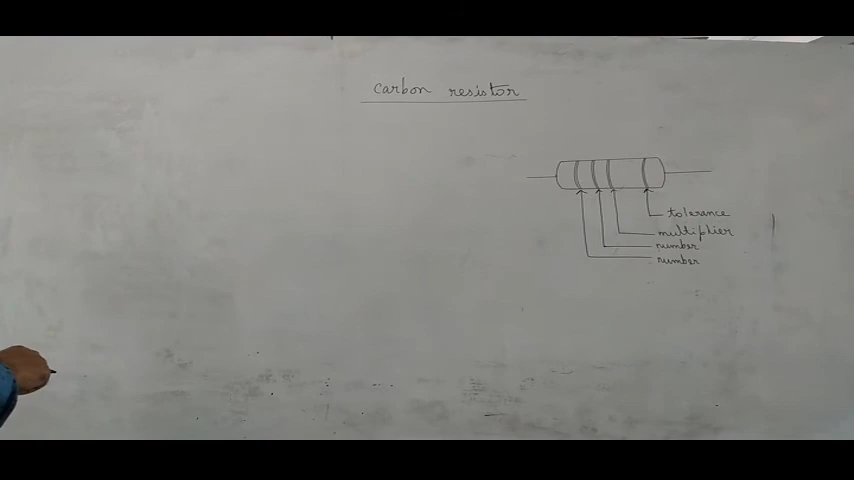 carbon resistor
tolerance
multiplier
number
number